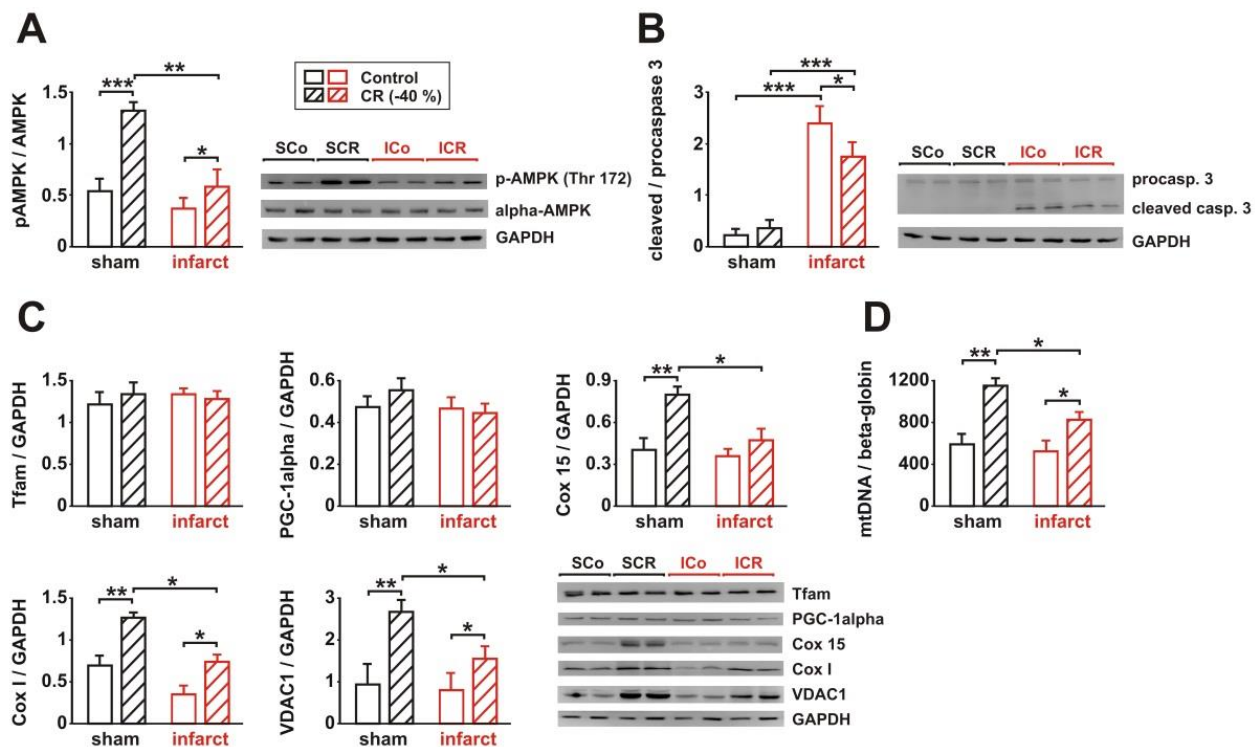 A
pAMPK / AMPK
1.5
1
0.5
0
***
**
*
sham infarct
Control
CR (-40 %)
SCo SCR ICo ICR
p-AMPK (Thr 172)
alpha-AMPK
GAPDH
B
cleaved / procaspase 3
3
2
1
0
***
***
*
sham infarct
SCo SCR ICo ICR
procasp. 3
cleaved casp. 3
GAPDH
C
Tfam / GAPDH
1.5
1
0.5
0
sham infarct
PGC-1alpha / GAPDH
0.6
0.4
0.2
0
sham infarct
Cox 15 / GAPDH
0.9
0.6
0.3
0
**
*
sham infarct
D
mtDNA / beta-globin
1200
800
400
0
**
*
*
sham infarct
Cox I / GAPDH
1.5
1
0.5
0
**
*
*
sham infarct
VDAC1 / GAPDH
3
2
1
0
**
*
*
sham infarct
SCo SCR ICo ICR
Tfam
PGC-1alpha
Cox 15
Cox I
VDAC1
GAPDH